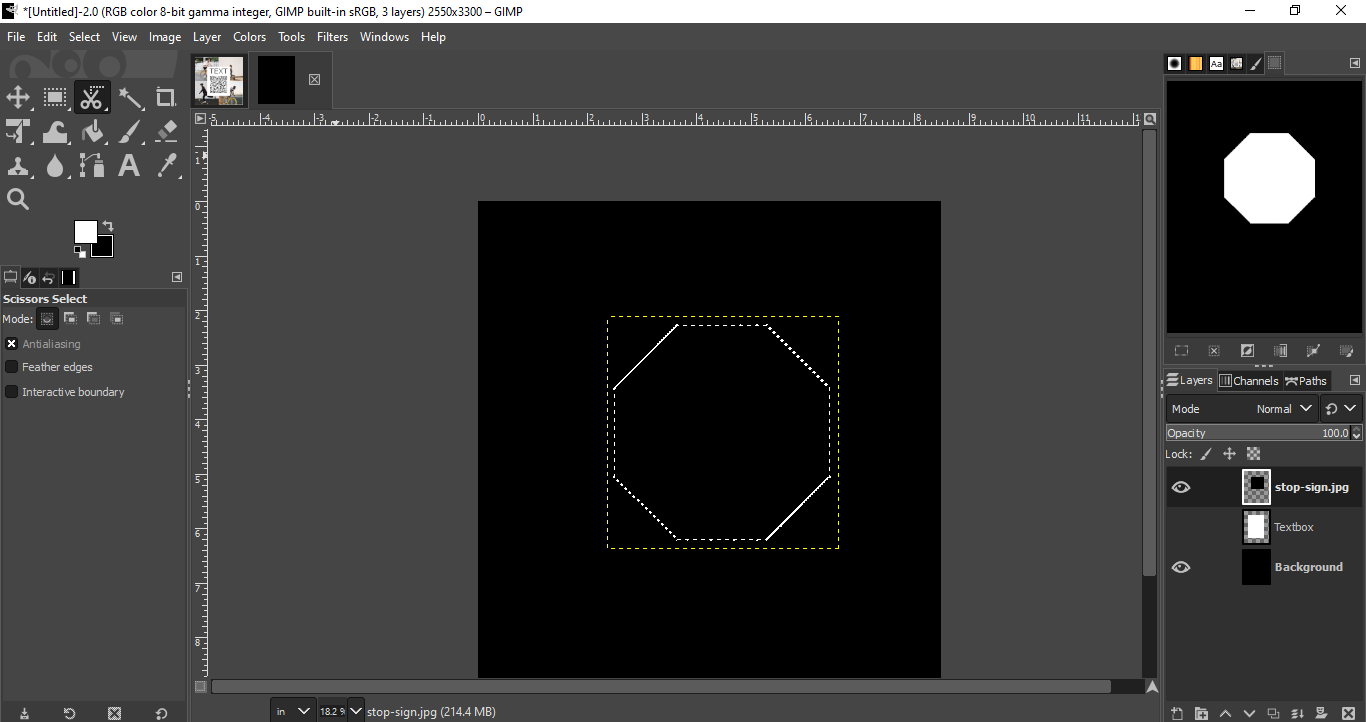 *[Untitled]-2.0 (RGB color 8-bit gamma integer, GIMP built-in sRGB, 3 layers) 2550x3300 – GIMP
File Edit Select View Image Layer Colors Tools Filters Windows Help
TEXT
Aa
-5 -4 -3 -2 -1 0 1 2 3 4 5 6 7 8 9 10 11 1
1
0
1
2
3
4
5
6
7
8
Scissors Select
Mode:
Antialiasing
Feather edges
Interactive boundary
Layers Channels Paths
Mode Normal
Opacity 100.0
Lock:
stop-sign.jpg
Textbox
Background
in 18.2 % stop-sign.jpg (214.4 MB)